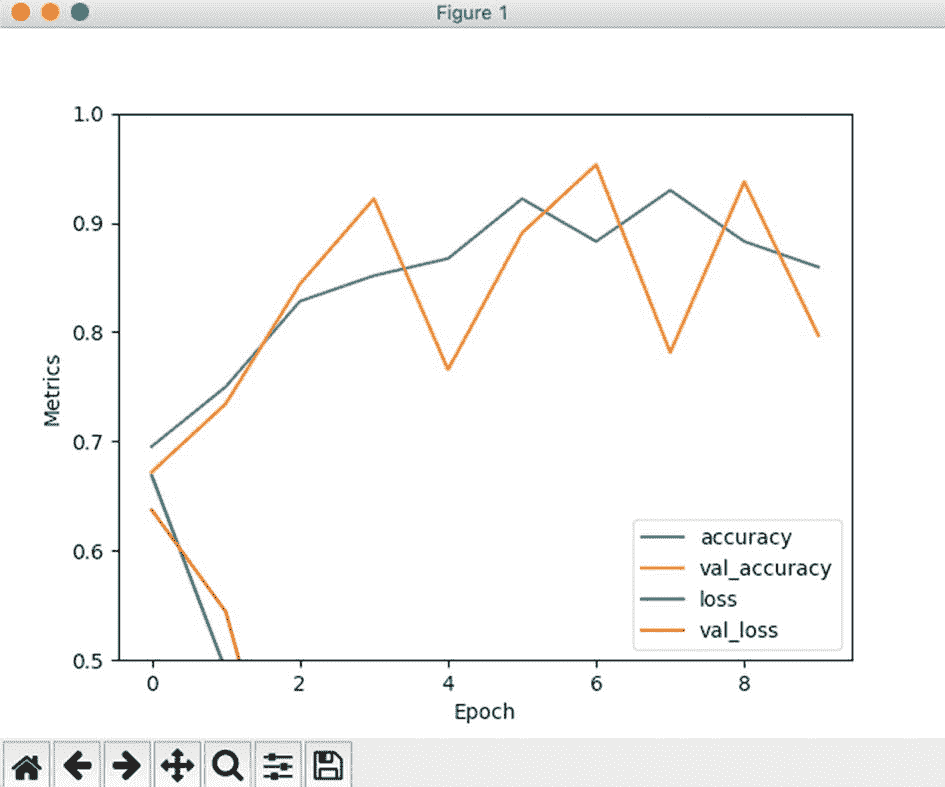 Figure 1
1.0
0.9
0.8
0.7
0.6
0.5
Metrics
accuracy
val_accuracy
loss
val_loss
0 2 4 6 8
Epoch